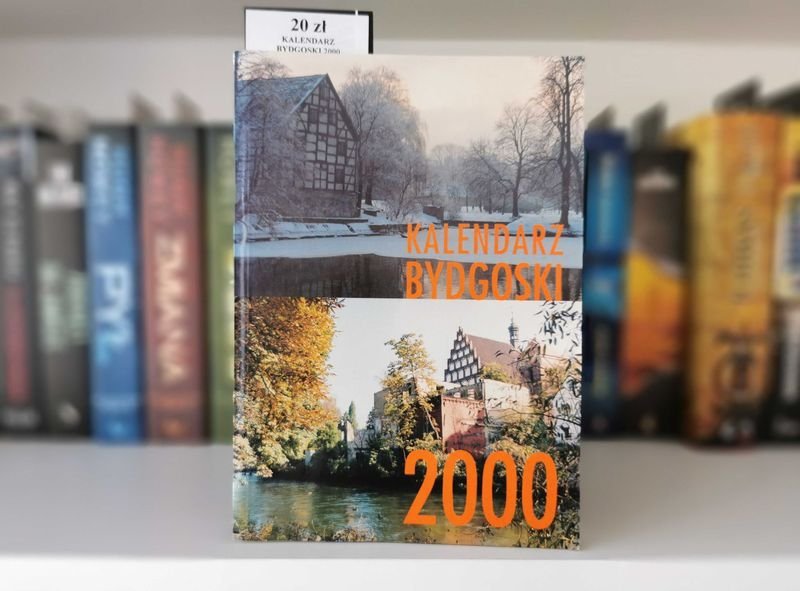 20 zł
KALENDARZ
BYDGOSKI 2000
KALENDARZ
BYDGOSKI
2000
PYŁ
ZMIANA